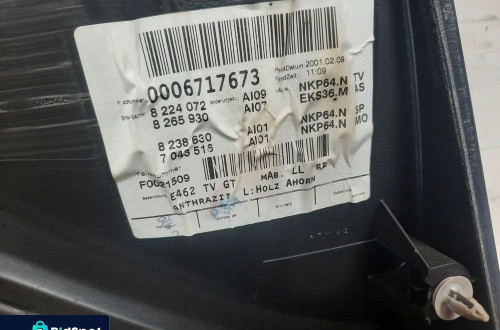 0006717673
ProdDatum: 2001.02.09
ProdZeit: 11:09
8 224 072 AI09 NKP64.N TV
8 265 930 AI07 EKS36.M AS
8 238 630 AI01 NKP64.N SP
7 043 516 AI01 NKP64.N MO
F0021509
E462 TV GT MAB. LL RF
ANTHRAZIT L:HOLZ AHORN
BidSpot